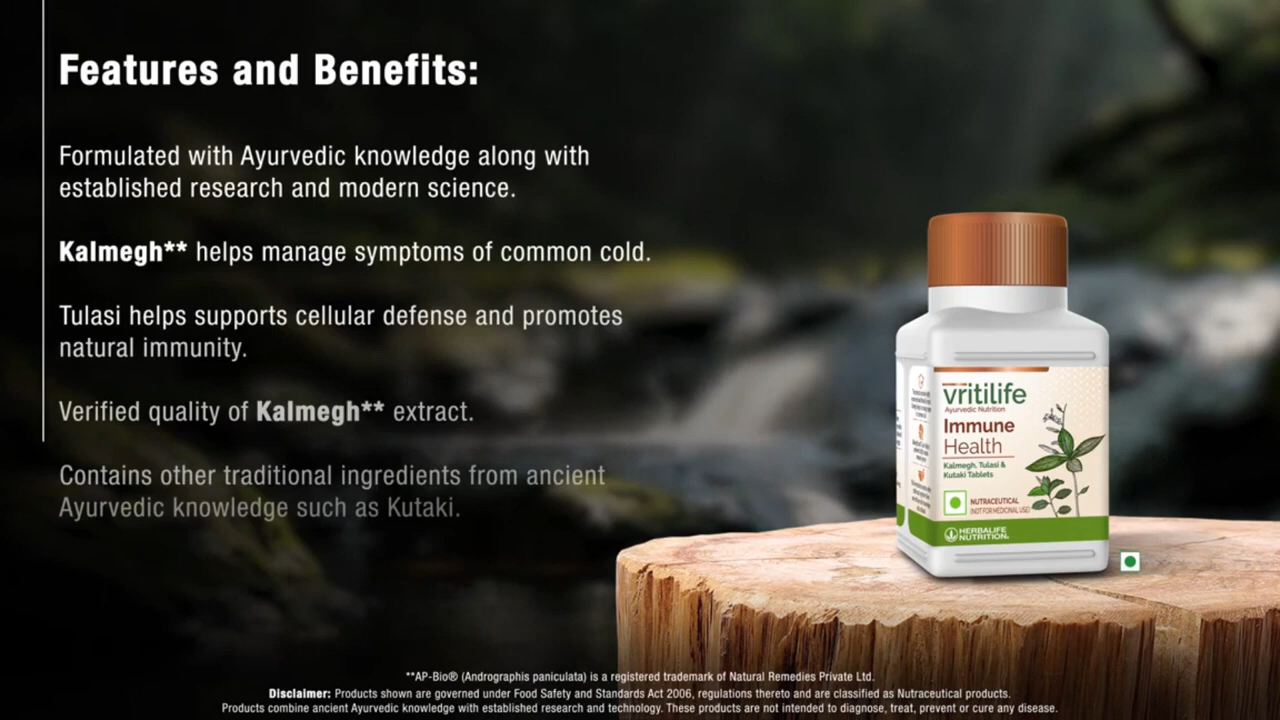 Features and Benefits:
Formulated with Ayurvedic knowledge along with
established research and modern science.
Kalmegh** helps manage symptoms of common cold.
Tulasi helps supports cellular defense and promotes
natural immunity.
Verified quality of Kalmegh** extract.
Contains other traditional ingredients from ancient
Ayurvedic knowledge such as Kutaki.
vritilife
Ayurvedic Nutrition
Immune
Health
Kalmegh, Tulasi &
Kutaki Tablets
NUTRACEUTICAL
(NOT FOR MEDICINAL USE)
HERBALIFE
NUTRITION.
**AP-Bio® (Andrographis paniculata) is a registered trademark of Natural Remedies Private Ltd.
Disclaimer: Products shown are governed under Food Safety and Standards Act 2006, regulations thereto and are classified as Nutraceutical products.
Products combine ancient Ayurvedic knowledge with established research and technology. These products are not intended to diagnose, treat, prevent or cure any disease.